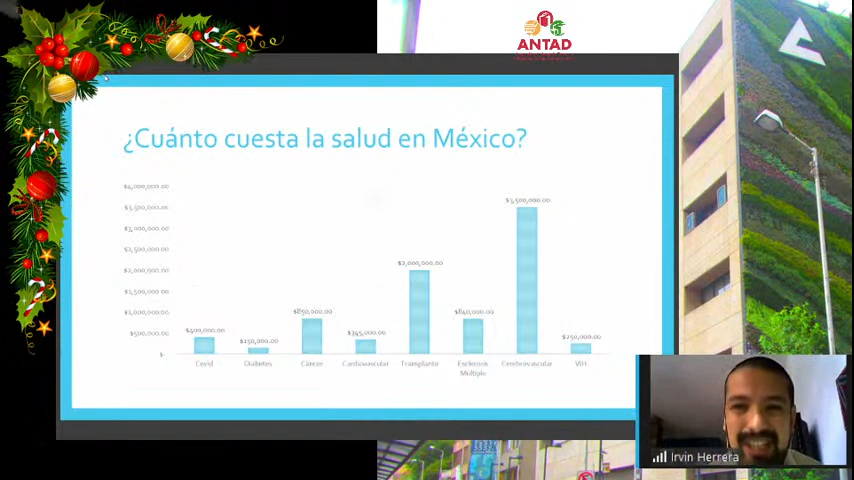 ANTAD
¿Cuánto cuesta la salud en México?
$4,000,000.00
$3,500,000.00
$3,000,000.00
$2,500,000.00
$2,000,000.00
$1,500,000.00
$1,000,000.00
$500,000.00
$-
$400,000.00
$150,000.00
$850,000.00
$345,000.00
$2,000,000.00
$840,000.00
$3,500,000.00
$250,000.00
Covid
Diabetes
Cáncer
Cardiovascular
Transplante
Esclerosis
Múltiple
Cerebrovascular
VIH
Irvin Herrera